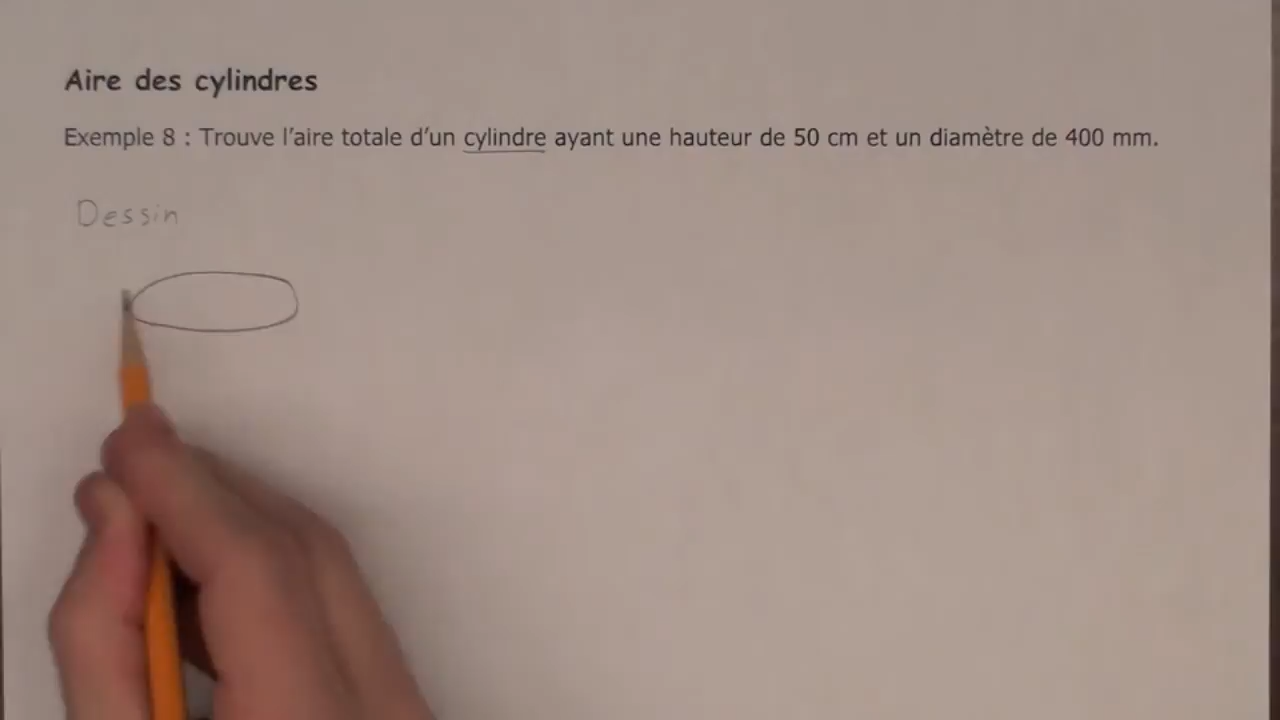 Aire des cylindres
Exemple 8 : Trouve l'aire totale d'un cylindre ayant une hauteur de 50 cm et un diamètre de 400 mm.
Dessin